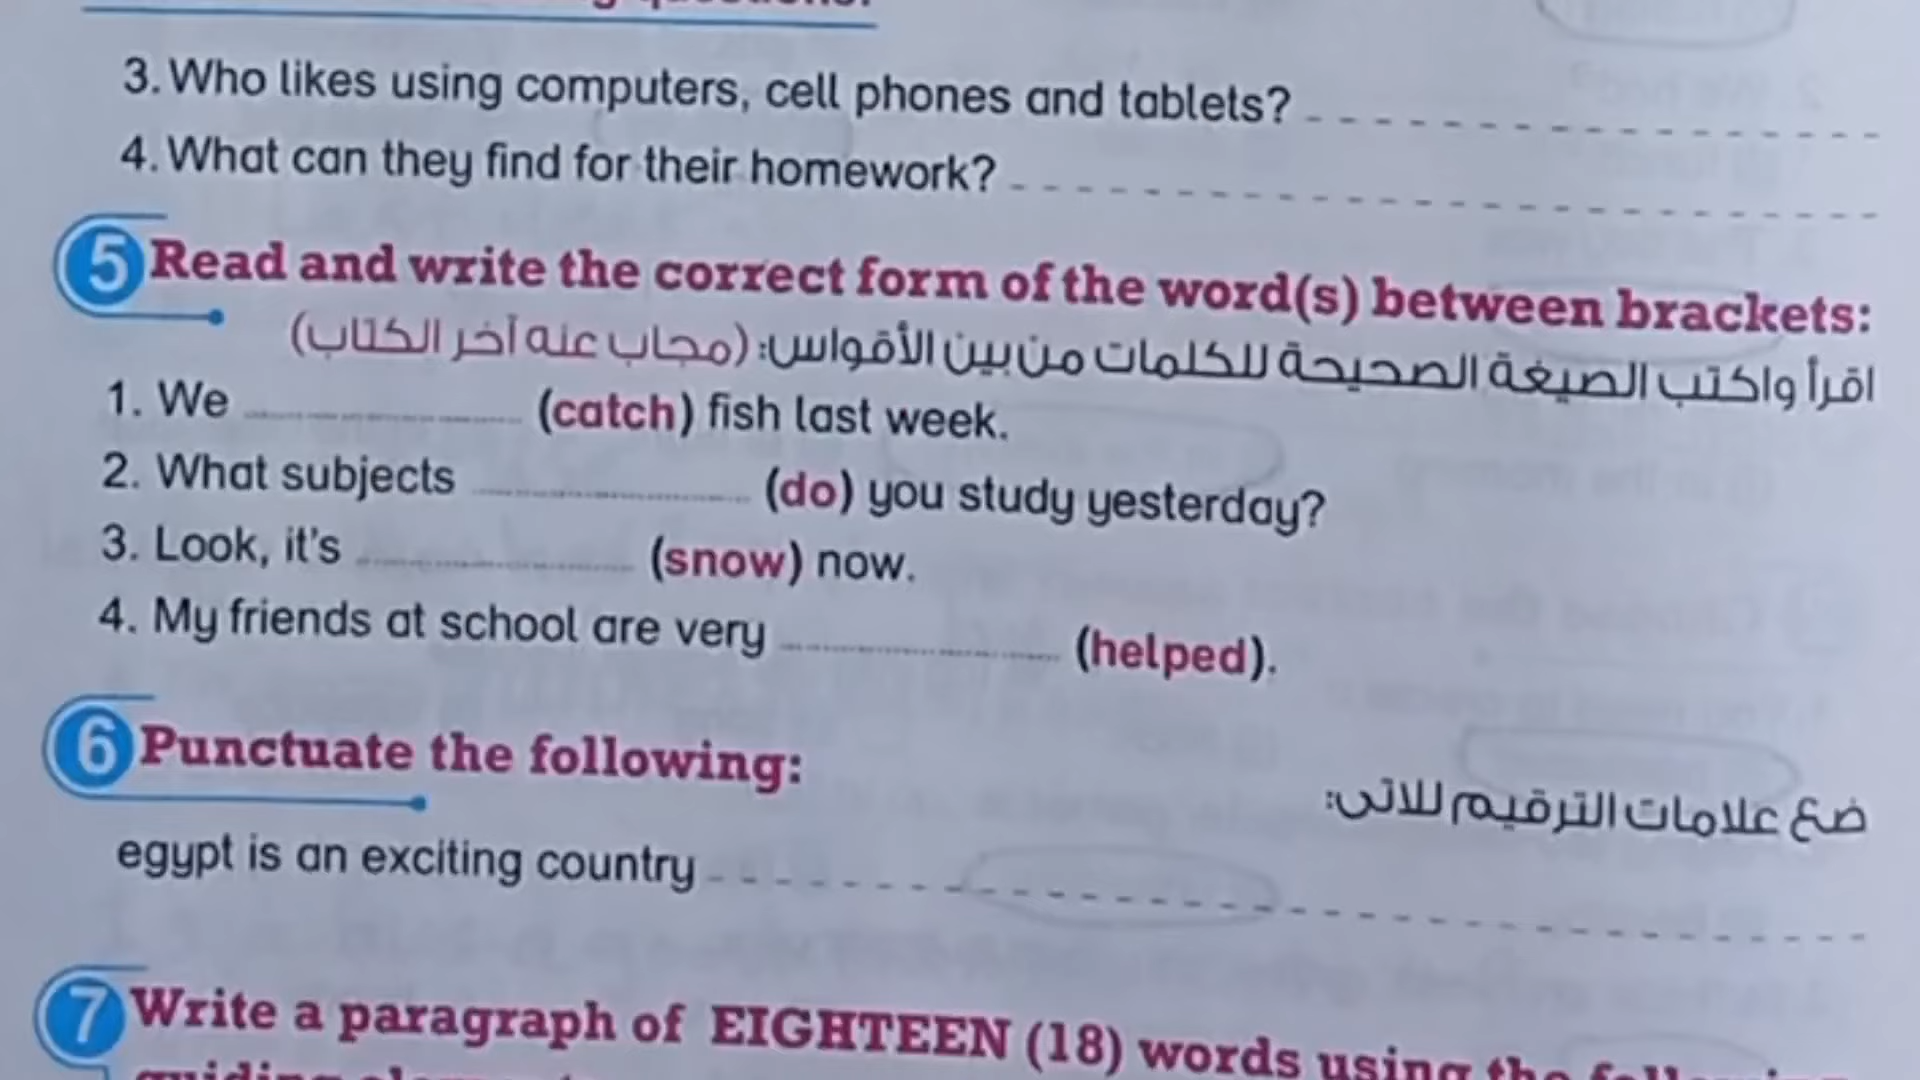 questions:
3. Who likes using computers, cell phones and tablets?
4. What can they find for their homework?
5 Read and write the correct form of the word(s) between brackets:
اقرأ واكتب الصيغة الصحيحة للكلمات من بين الأقواس: (مجاب عنه آخر الكتاب)
1. We ............ (catch) fish last week.
2. What subjects ............ (do) you study yesterday?
3. Look, it's ............ (snow) now.
4. My friends at school are very ............ (helped).
6 Punctuate the following:
ضع علامات الترقيم للآتى:
egypt is an exciting country
7 Write a paragraph of EIGHTEEN (18) words using the following
guiding